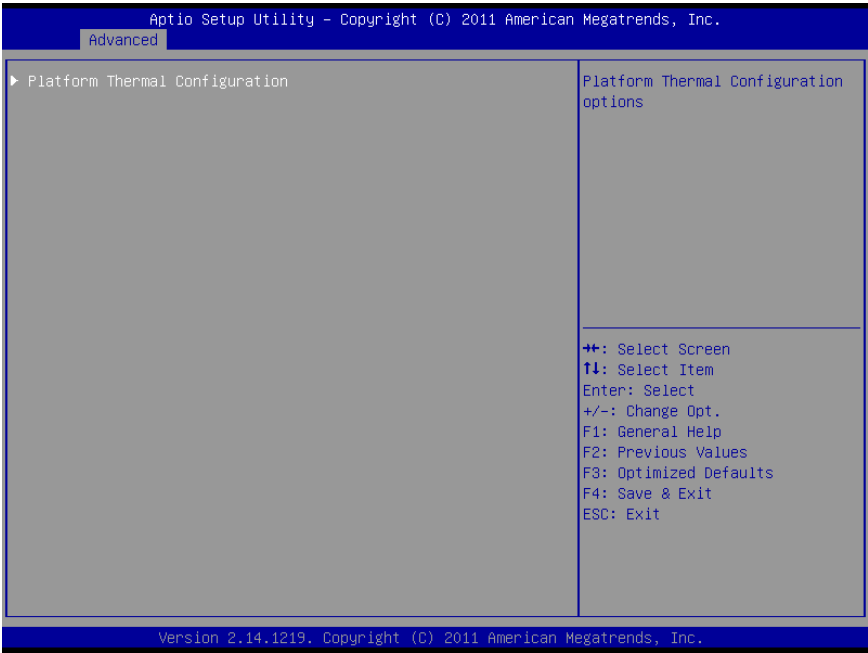 Aptio Setup Utility – Copyright (C) 2011 American Megatrends, Inc.
Advanced
▶ Platform Thermal Configuration
Platform Thermal Configuration
options
→←: Select Screen
↑↓: Select Item
Enter: Select
+/-: Change Opt.
F1: General Help
F2: Previous Values
F3: Optimized Defaults
F4: Save & Exit
ESC: Exit
Version 2.14.1219. Copyright (C) 2011 American Megatrends, Inc.